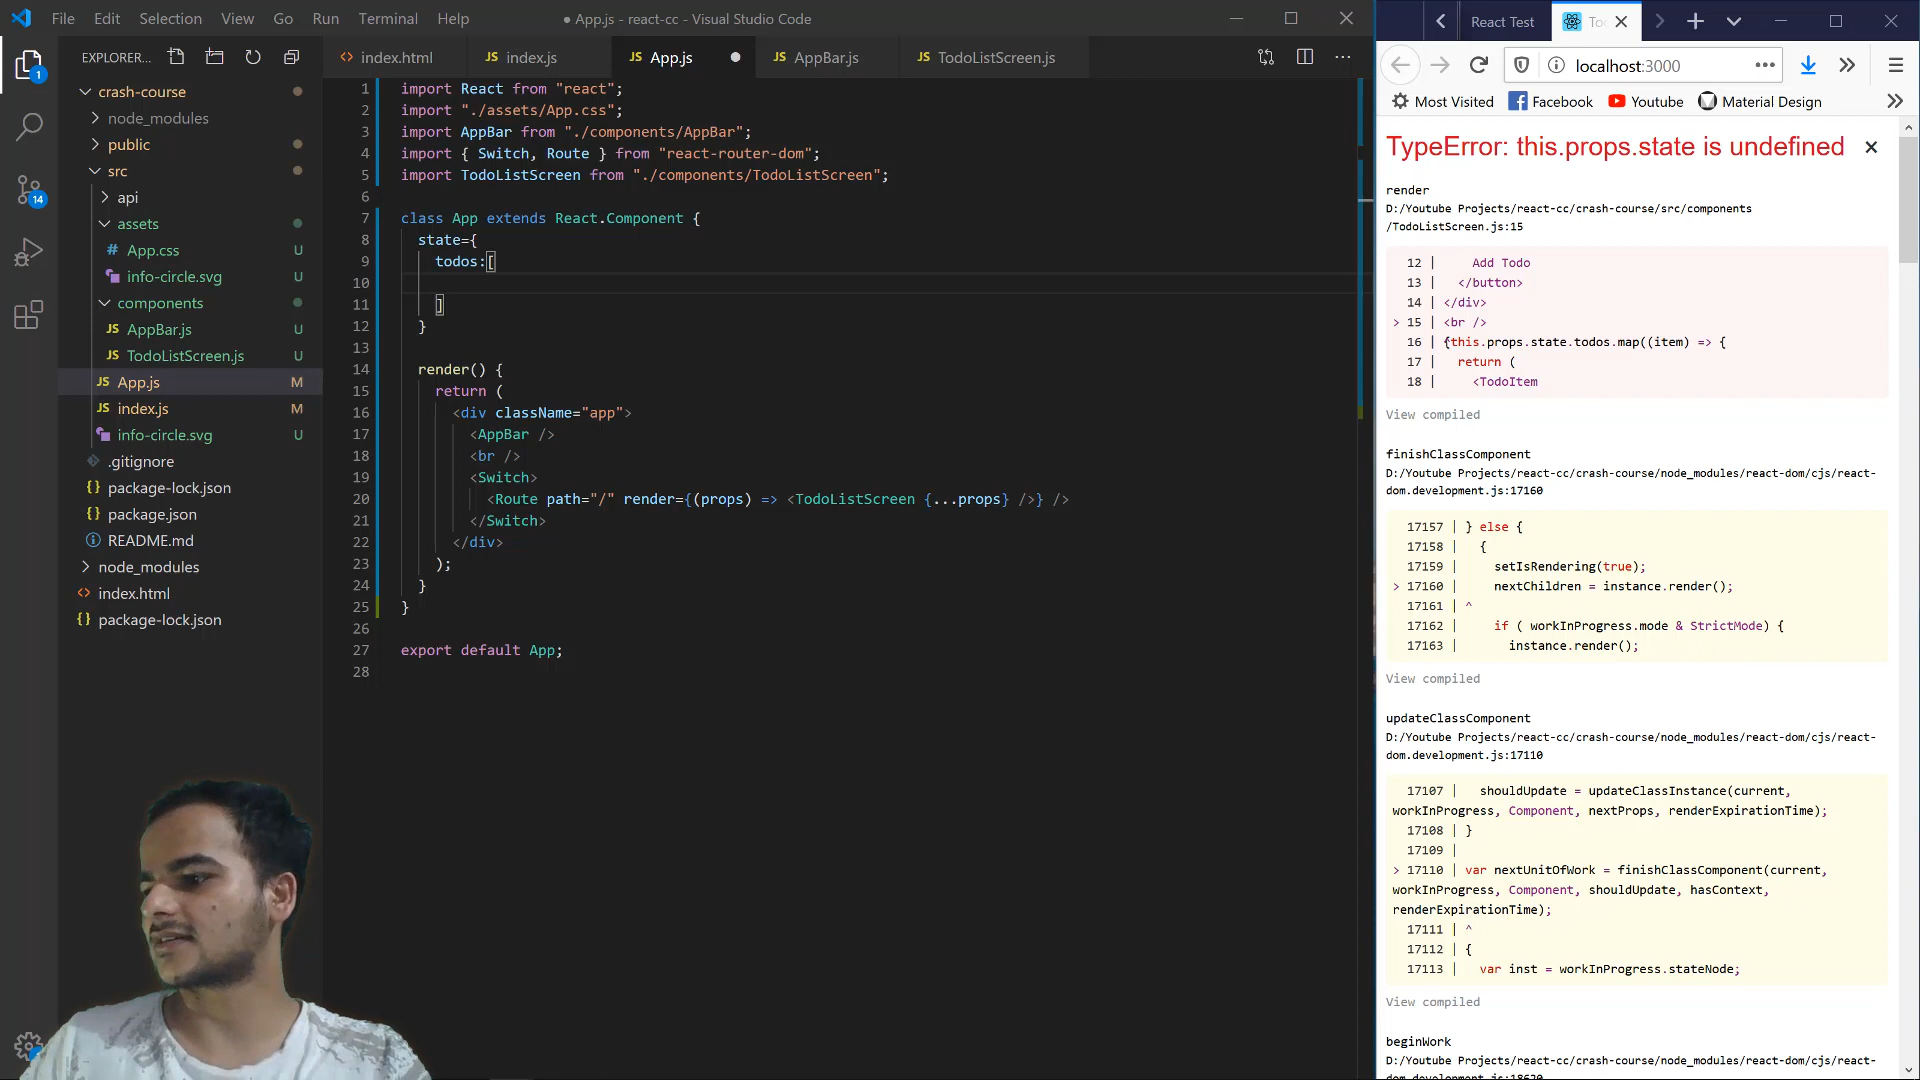 File Edit Selection View Go Run Terminal Help
● App.js - react-cc - Visual Studio Code
EXPLORER...
crash-course
node_modules
public
src
api
assets
# App.css U
info-circle.svg U
components
JS AppBar.js U
JS TodoListScreen.js U
JS App.js M
JS index.js M
info-circle.svg U
.gitignore
{} package-lock.json
{} package.json
README.md
node_modules
<> index.html
{} package-lock.json
1
14
<> index.html JS index.js JS App.js JS AppBar.js JS TodoListScreen.js
1 import React from "react";
2 import "./assets/App.css";
3 import AppBar from "./components/AppBar";
4 import { Switch, Route } from "react-router-dom";
5 import TodoListScreen from "./components/TodoListScreen";
6
7 class App extends React.Component {
8 state={
9 todos:[
10
11 ]
12 }
13
14 render() {
15 return (
16 <div className="app">
17 <AppBar />
18 <br />
19 <Switch>
20 <Route path="/" render={(props) => <TodoListScreen {...props} />} />
21 </Switch>
22 </div>
23 );
24 }
25 }
26
27 export default App;
28
React Test
localhost:3000
Most Visited Facebook Youtube Material Design
TypeError: this.props.state is undefined
render
D:/Youtube Projects/react-cc/crash-course/src/components
/TodoListScreen.js:15
12 | Add Todo
13 | </button>
14 | </div>
> 15 | <br />
16 | {this.props.state.todos.map((item) => {
17 | return (
18 | <TodoItem
View compiled
finishClassComponent
D:/Youtube Projects/react-cc/crash-course/node_modules/react-dom/cjs/react-
dom.development.js:17160
17157 | } else {
17158 | {
17159 | setIsRendering(true);
> 17160 | nextChildren = instance.render();
17161 | ^
17162 | if ( workInProgress.mode & StrictMode) {
17163 | instance.render();
View compiled
updateClassComponent
D:/Youtube Projects/react-cc/crash-course/node_modules/react-dom/cjs/react-
dom.development.js:17110
17107 | shouldUpdate = updateClassInstance(current,
workInProgress, Component, nextProps, renderExpirationTime);
17108 | }
17109 |
> 17110 | var nextUnitOfWork = finishClassComponent(current,
workInProgress, Component, shouldUpdate, hasContext,
renderExpirationTime);
17111 | ^
17112 | {
17113 | var inst = workInProgress.stateNode;
View compiled
beginWork
D:/Youtube Projects/react-cc/crash-course/node_modules/react-dom/cjs/react-